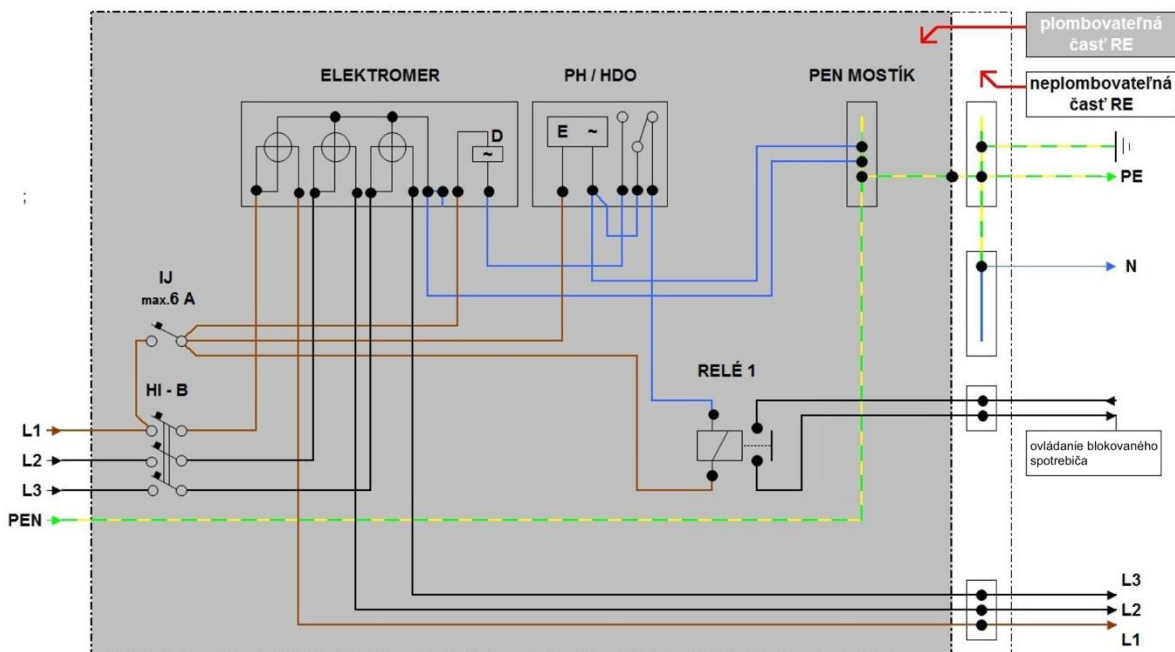 plombovateľná
časť RE
neplombovateľná
časť RE
ELEKTROMER
PH / HDO
PEN MOSTÍK
D
~
E ~
PE
;
N
IJ
max.6 A
RELÉ 1
HI - B
L1
L2
L3
PEN
ovládanie blokovaného
spotrebiča
L3
L2
L1